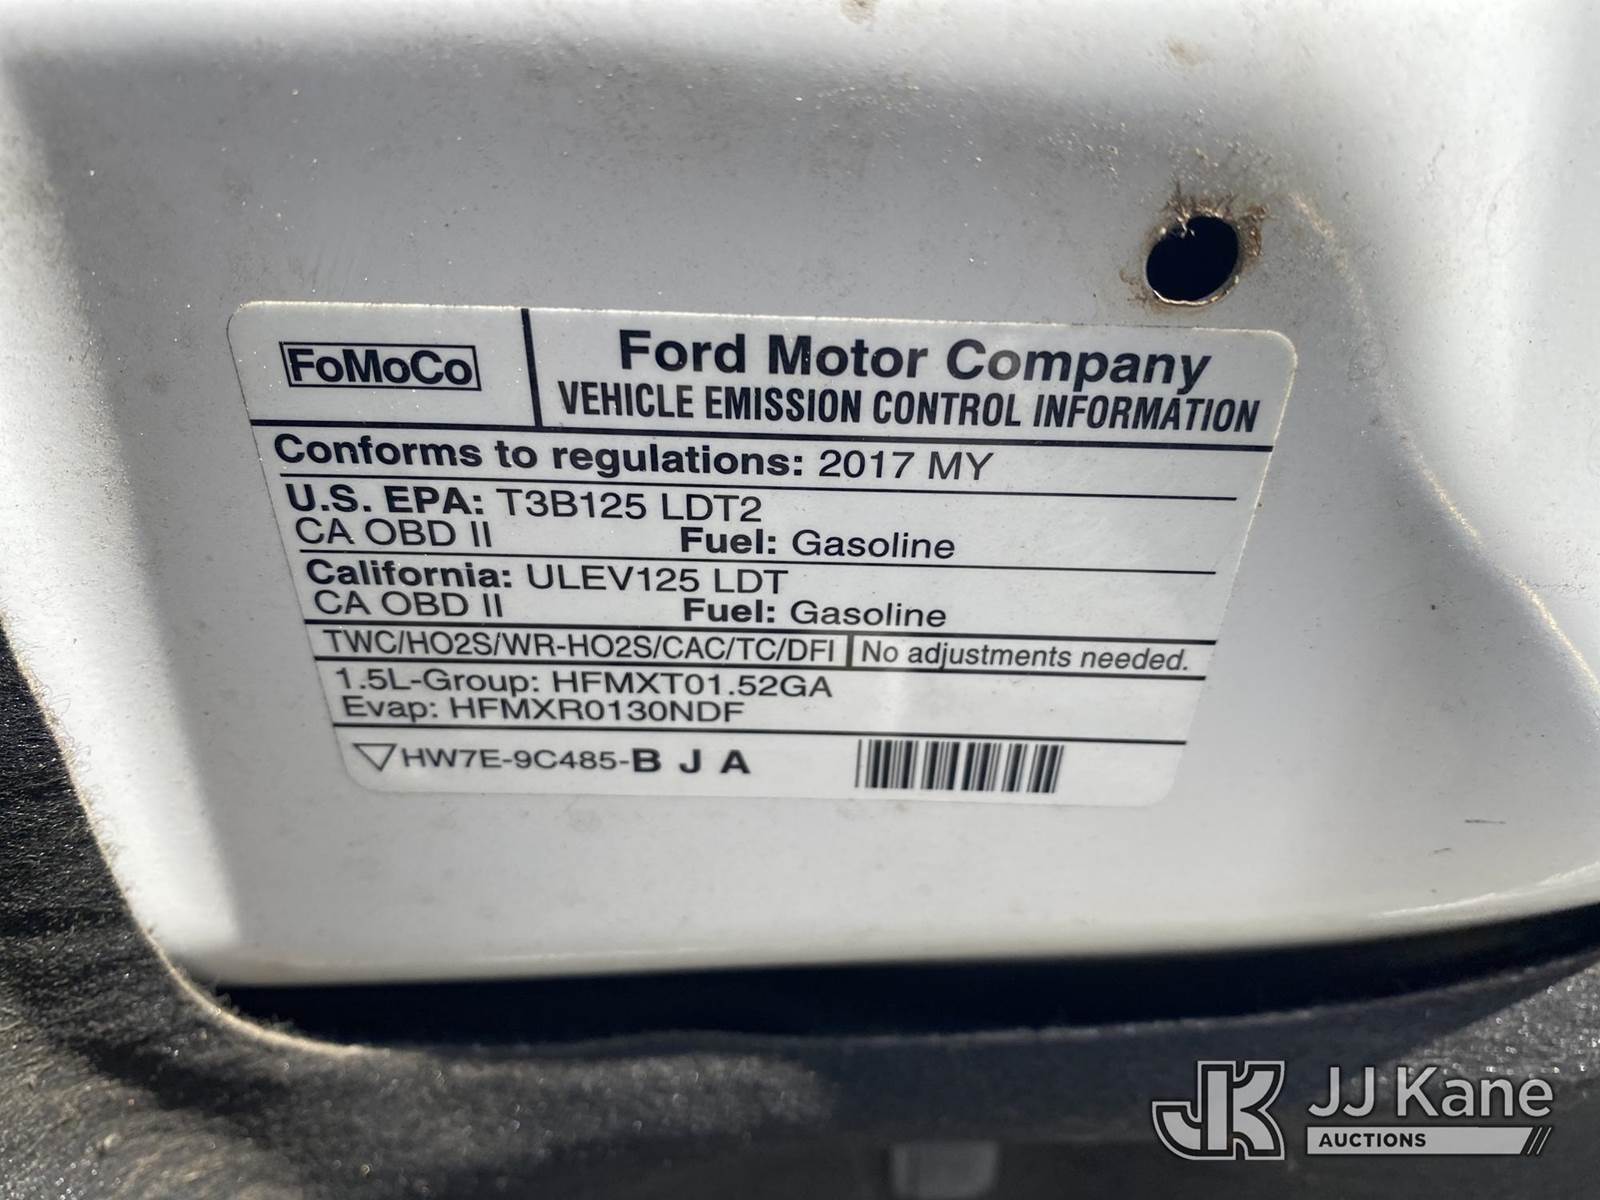 FoMoCo
Ford Motor Company
VEHICLE EMISSION CONTROL INFORMATION
Conforms to regulations: 2017 MY
U.S. EPA: T3B125 LDT2
CA OBD II Fuel: Gasoline
California: ULEV125 LDT
CA OBD II Fuel: Gasoline
TWC/HO2S/WR-HO2S/CAC/TC/DFI No adjustments needed.
1.5L-Group: HFMXT01.52GA
Evap: HFMXR0130NDF
HW7E-9C485-B J A
JK JJ Kane
AUCTIONS